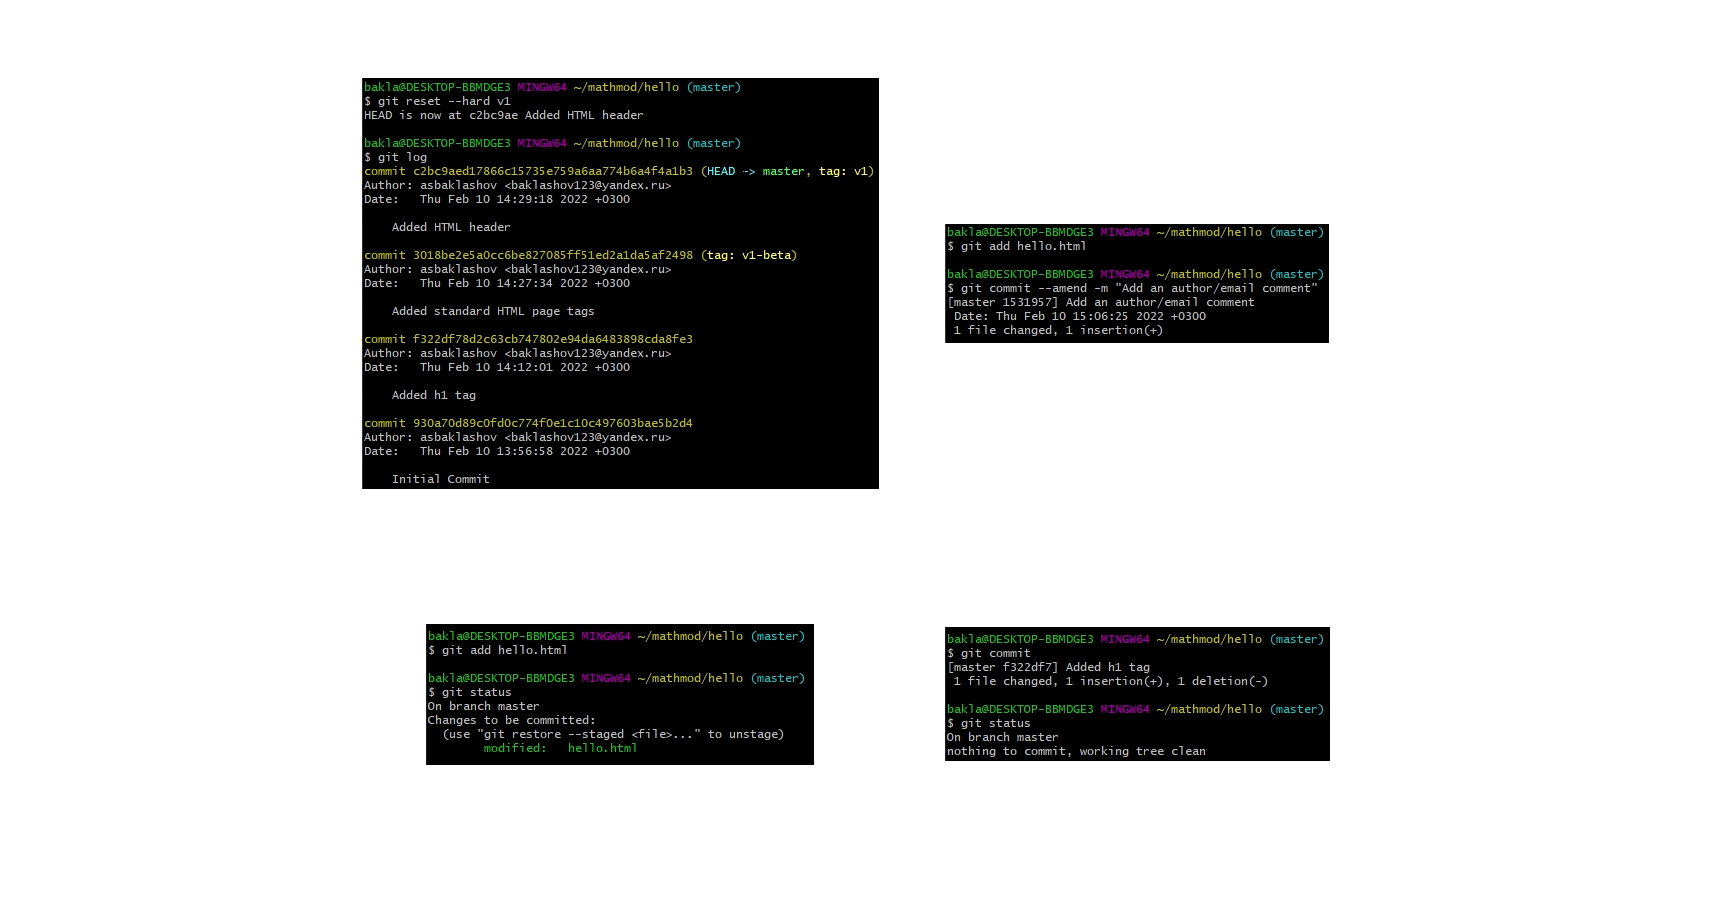 bakla@DESKTOP-BBMDGE3 MINGW64 ~/mathmod/hello (master)
$ git reset --hard v1
HEAD is now at c2bc9ae Added HTML header
bakla@DESKTOP-BBMDGE3 MINGW64 ~/mathmod/hello (master)
$ git log
commit c2bc9aed17866c15735e759a6aa774b6a4f4a1b3 (HEAD -> master, tag: v1)
Author: asbaklashov <baklashov123@yandex.ru>
Date:   Thu Feb 10 14:29:18 2022 +0300
Added HTML header
commit 3018be2e5a0cc6be827085ff51ed2a1da5af2498 (tag: v1-beta)
Author: asbaklashov <baklashov123@yandex.ru>
Date:   Thu Feb 10 14:27:34 2022 +0300
Added standard HTML page tags
commit f322df78d2c63cb747802e94da6483898cda8fe3
Author: asbaklashov <baklashov123@yandex.ru>
Date:   Thu Feb 10 14:12:01 2022 +0300
Added h1 tag
commit 930a70d89c0fd0c774f0e1c10c497603bae5b2d4
Author: asbaklashov <baklashov123@yandex.ru>
Date:   Thu Feb 10 13:56:58 2022 +0300
Initial Commit
bakla@DESKTOP-BBMDGE3 MINGW64 ~/mathmod/hello (master)
$ git add hello.html
bakla@DESKTOP-BBMDGE3 MINGW64 ~/mathmod/hello (master)
$ git commit --amend -m "Add an author/email comment"
[master 1531957] Add an author/email comment
Date: Thu Feb 10 15:06:25 2022 +0300
1 file changed, 1 insertion(+)
bakla@DESKTOP-BBMDGE3 MINGW64 ~/mathmod/hello (master)
$ git add hello.html
bakla@DESKTOP-BBMDGE3 MINGW64 ~/mathmod/hello (master)
$ git status
On branch master
Changes to be committed:
(use "git restore --staged <file>..." to unstage)
modified:   hello.html
bakla@DESKTOP-BBMDGE3 MINGW64 ~/mathmod/hello (master)
$ git commit
[master f322df7] Added h1 tag
1 file changed, 1 insertion(+), 1 deletion(-)
bakla@DESKTOP-BBMDGE3 MINGW64 ~/mathmod/hello (master)
$ git status
On branch master
nothing to commit, working tree clean